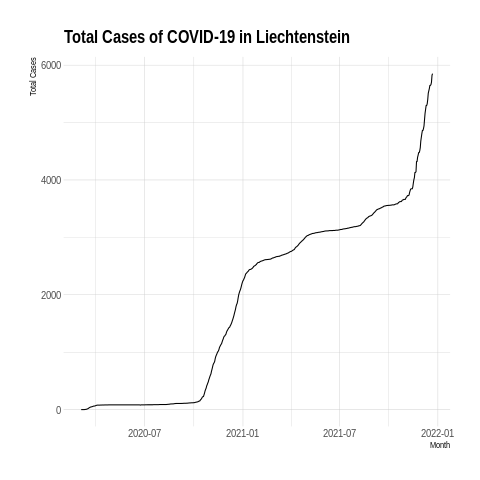 Total Cases of COVID-19 in Liechtenstein
Total Cases
6000
4000
2000
0
2020-07 2021-01 2021-07 2022-01
Month